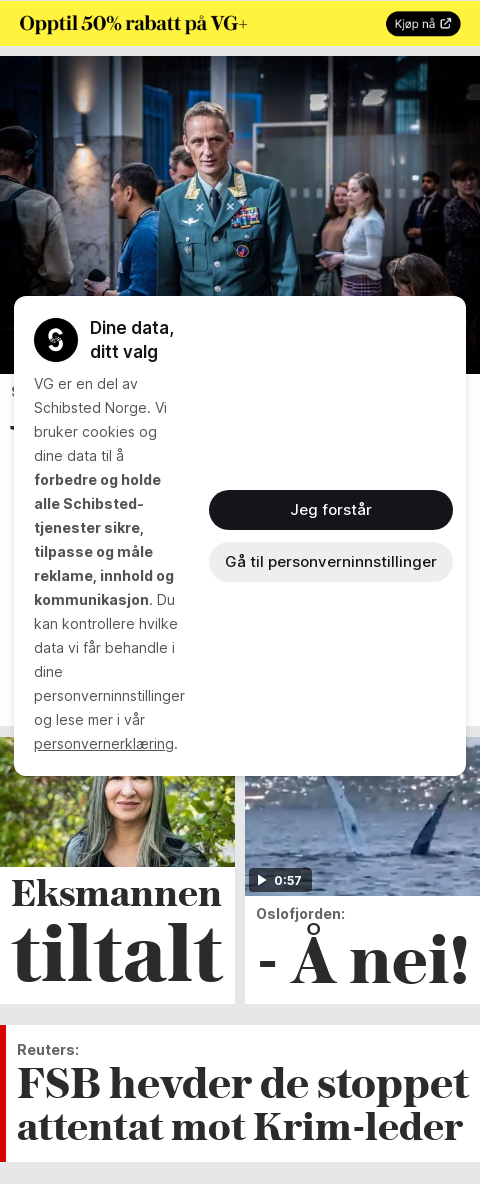 Opptil 50% rabatt på VG+
Kjøp nå
Dine data,
ditt valg
VG er en del av
Schibsted Norge. Vi
bruker cookies og
dine data til å
forbedre og holde
alle Schibsted-
tjenester sikre,
tilpasse og måle
reklame, innhold og
kommunikasjon. Du
kan kontrollere hvilke
data vi får behandle i
dine
personverninnstillinger
og lese mer i vår
personvernerklæring.
Jeg forstår
Gå til personverninnstillinger
Eksmannen
tiltalt
0:57
Oslofjorden:
- Å nei!
Reuters:
FSB hevder de stoppet
attentat mot Krim-leder